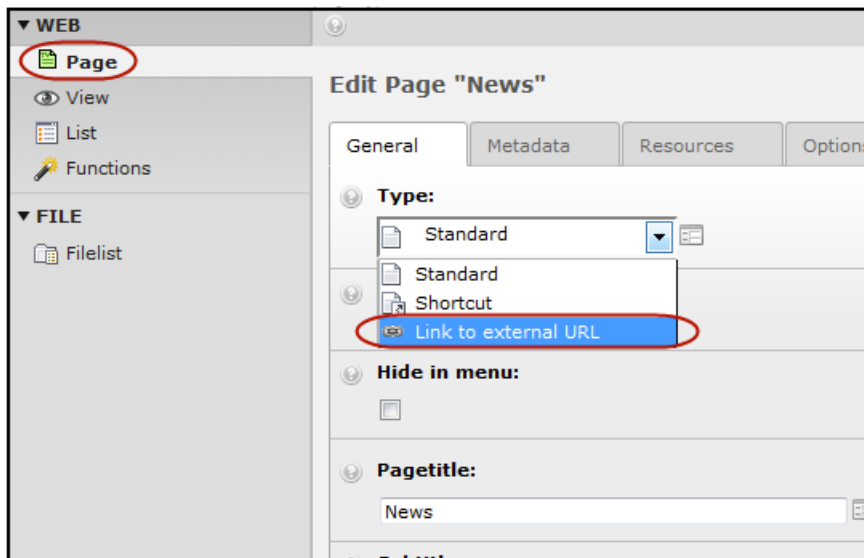 WEB
Page
View
List
Functions
FILE
Filelist
Edit Page "News"
General Metadata Resources Options
Type:
Standard
Standard
Shortcut
Link to external URL
Hide in menu:
Pagetitle:
News